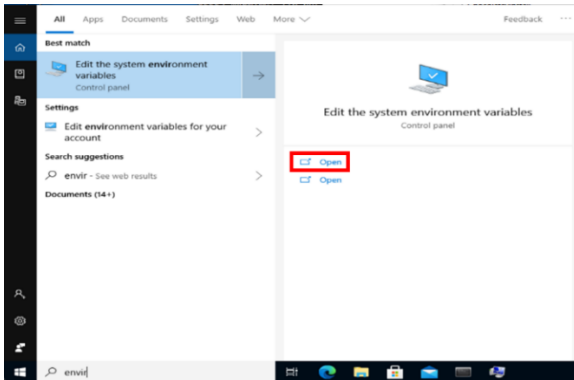 All Apps Documents Settings Web More Feedback ...
Best match
Edit the system environment
variables
Control panel
Settings
Edit environment variables for your
account
Search suggestions
envir - See web results
Documents (14+)
Edit the system environment variables
Control panel
Open
Open
envir